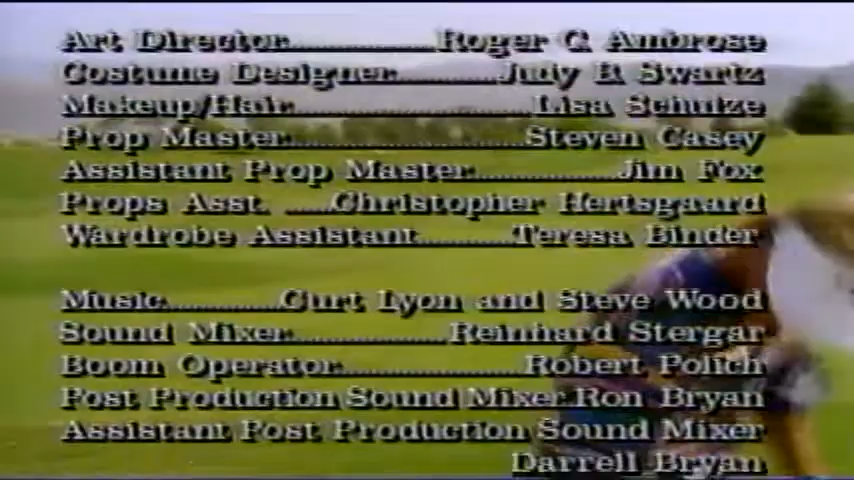 Art Director..................Roger C. Ambrose
Costume Designer.............Judy B. Swartz
Makeup/Hair.............................Lisa Schulze
Prop Master............................Steven Casey
Assistant Prop Master.................Jim Fox
Props Asst. ......Christopher Hertsgaard
Wardrobe Assistant...........Teresa Binder
Music.............Curt Lyon and Steve Wood
Sound Mixer..................Reinhard Stergar
Boom Operator......................Robert Polich
Post Production Sound Mixer.Ron Bryan
Assistant Post Production Sound Mixer
Darrell Bryan